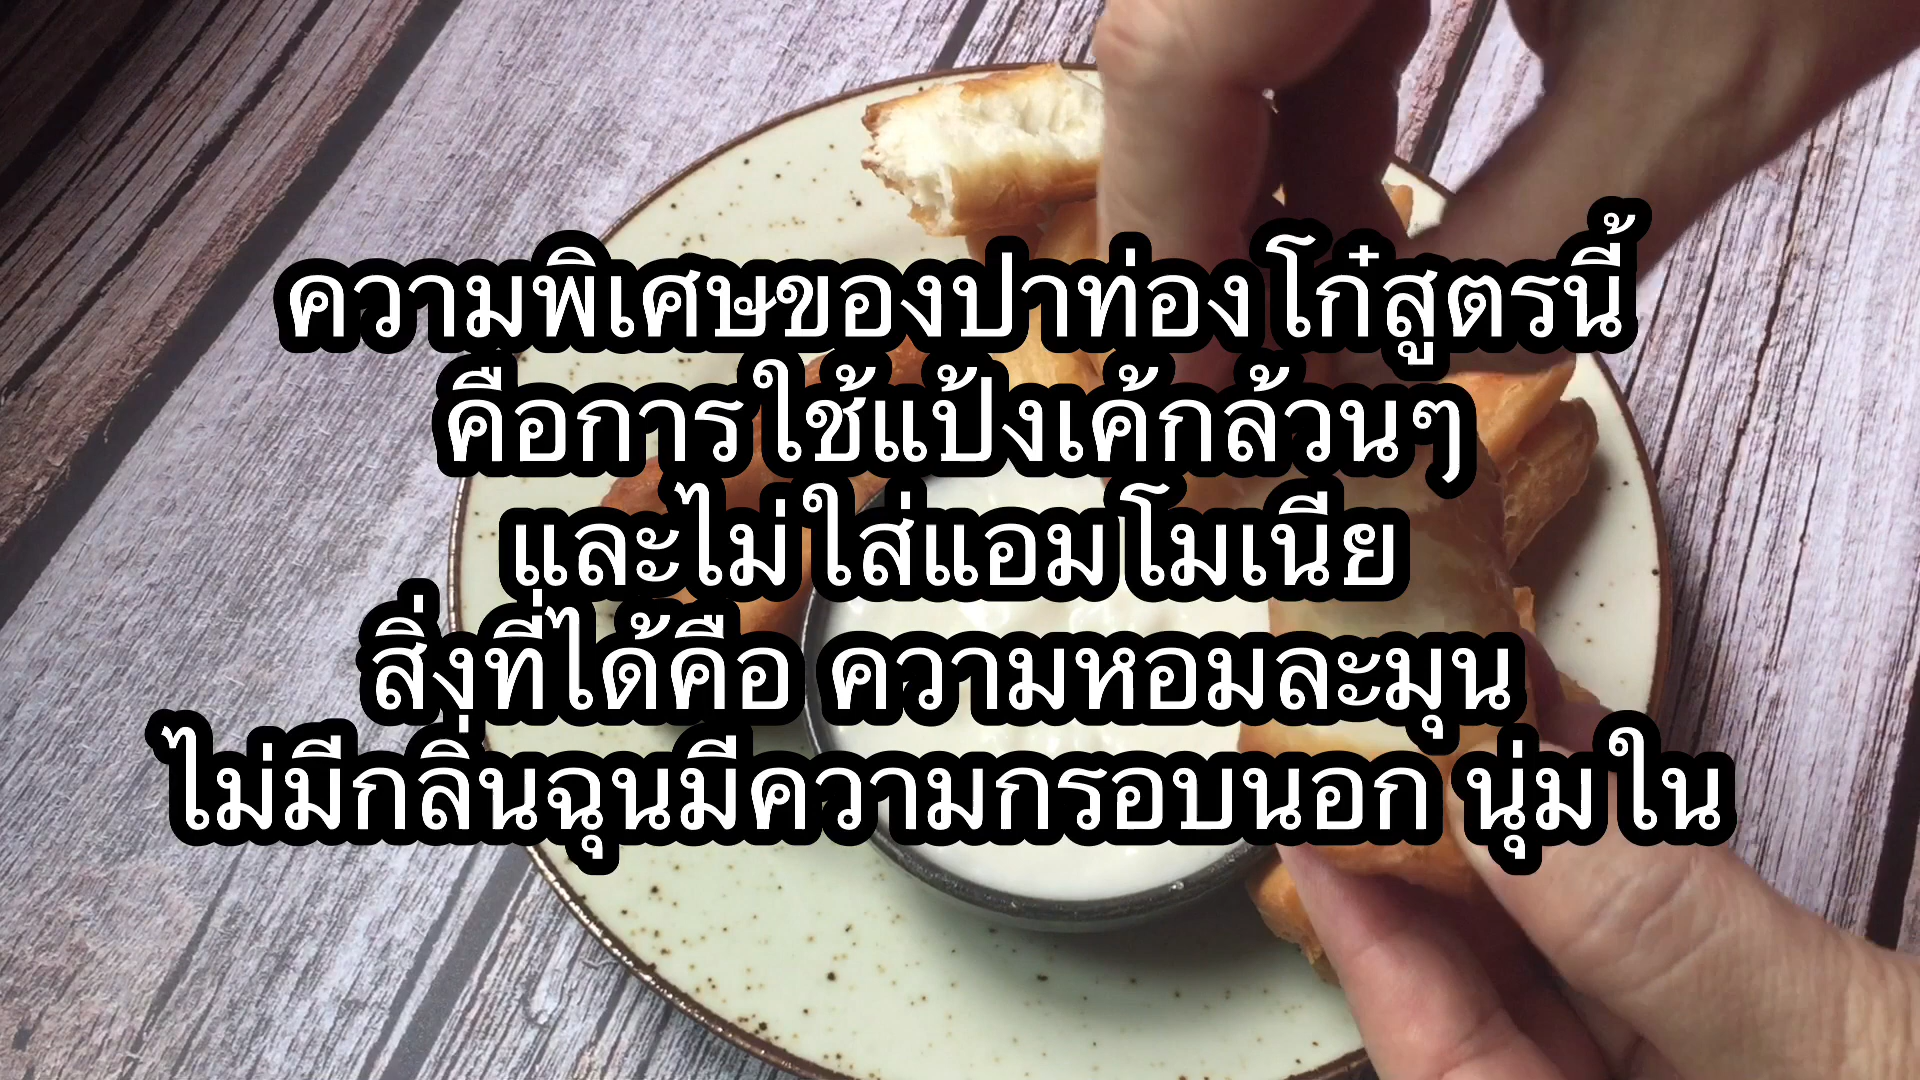 ความพิเศษของปาท่องโก๋สูตรนี้
คือการใช้แป้งเค้กล้วนๆ
และไม่ใส่แอมโมเนีย
สิ่งที่ได้คือ ความหอมละมุน
ไม่มีกลิ่นฉุนมีความกรอบนอก นุ่มใน